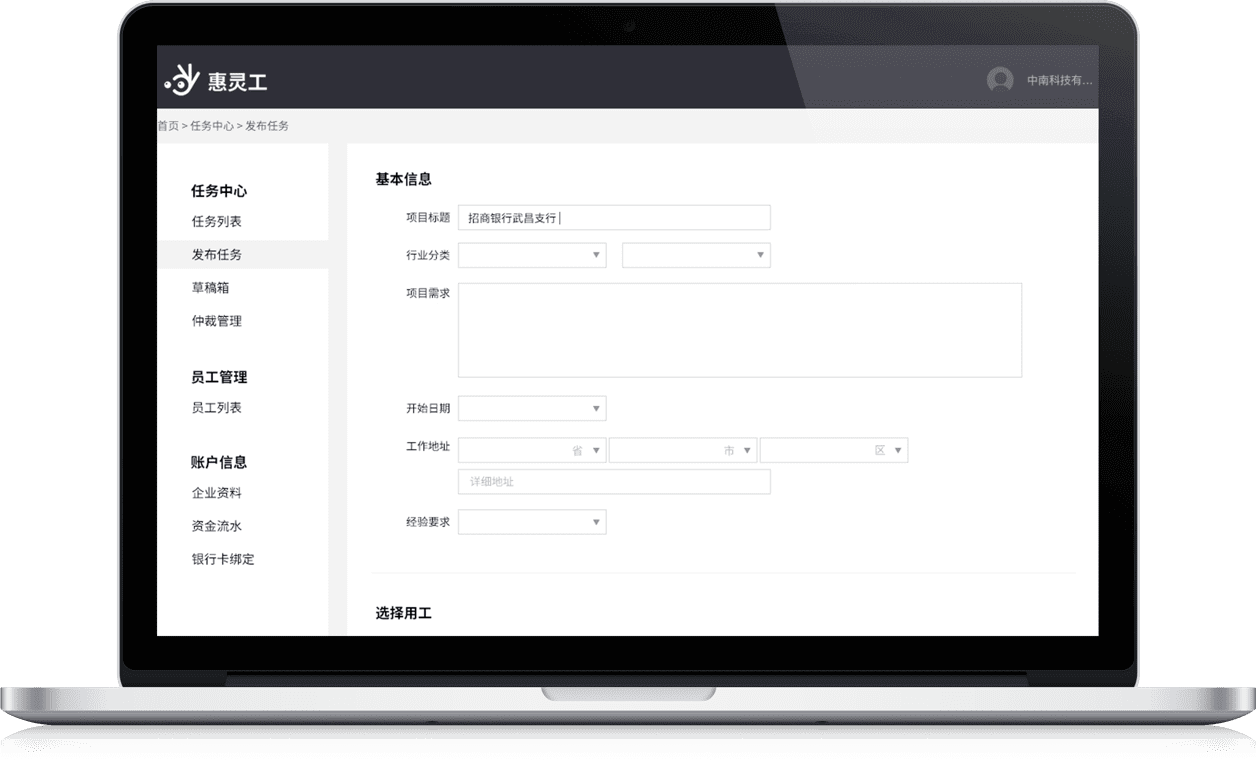 惠灵工
中南科技有...
首页 > 任务中心 > 发布任务
任务中心
任务列表
发布任务
草稿箱
仲裁管理
员工管理
员工列表
账户信息
企业资料
资金流水
银行卡绑定
基本信息
项目标题 招商银行武昌支行
行业分类
项目需求
开始日期
工作地址 省 市 区
详细地址
经验要求
选择用工